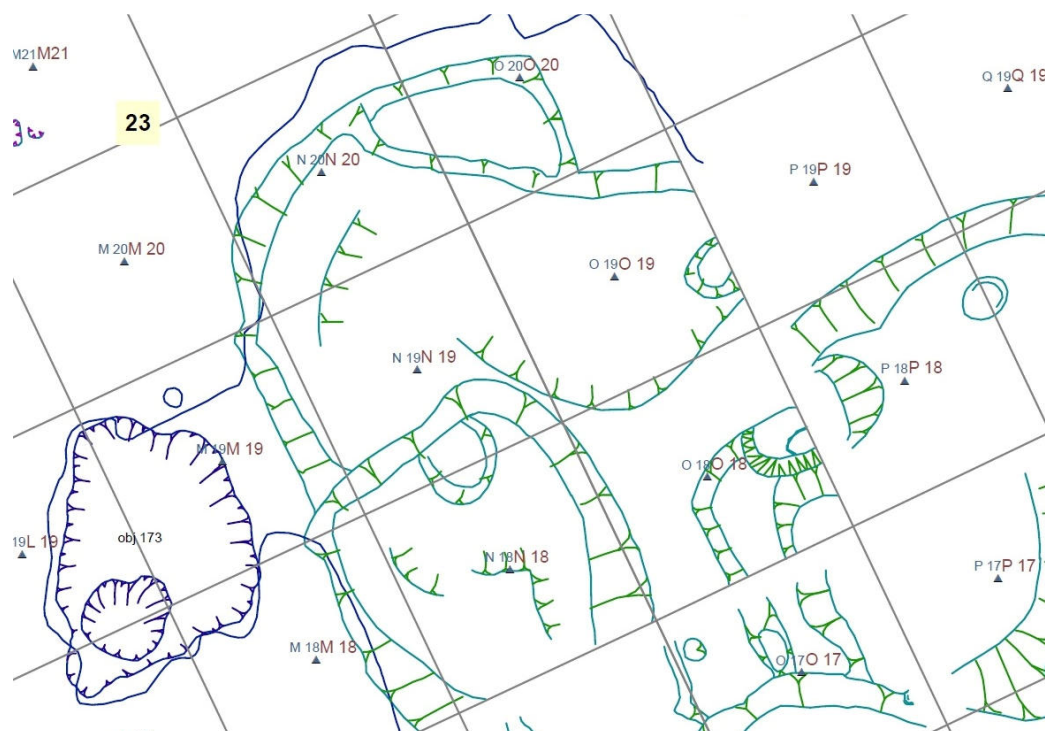 M21M21
O 20O 20
Q 19Q 19
23
N 20N 20
P 19P 19
M 20M 20
O 19O 19
N 19N 19
P 18P 18
M 19M 19
O 18O 18
19L 19
obj 173
N 18N 18
P 17P 17
M 18M 18
O 17O 17